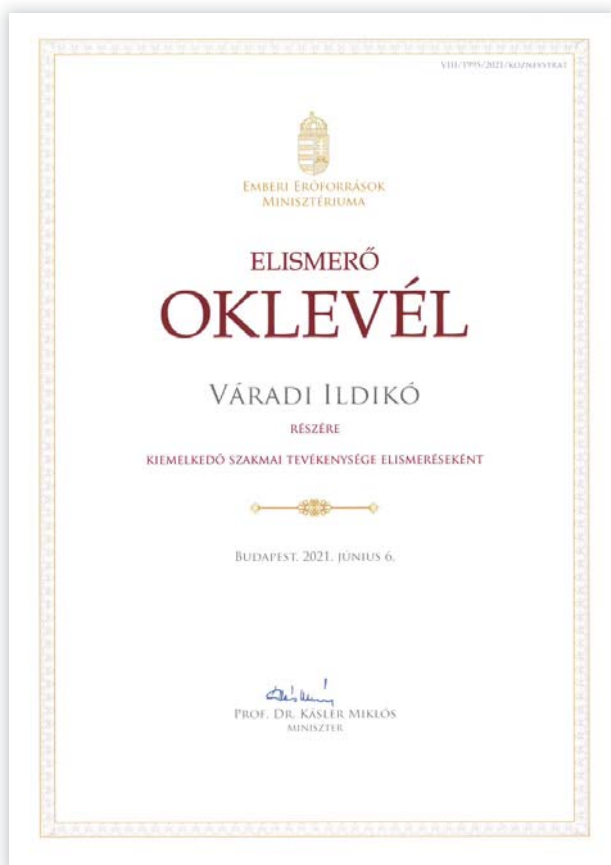 VIII/1995/2021/KOZNEVSTRAT
EMBERI ERŐFORRÁSOK
MINISZTÉRIUMA
ELISMERŐ
OKLEVÉL
VÁRADI ILDIKÓ
RÉSZÉRE
KIEMELKEDŐ SZAKMAI TEVÉKENYSÉGE ELISMERÉSEKÉNT
BUDAPEST, 2021. JÚNIUS 6.
PROF. DR. KÁSLER MIKLÓS
MINISZTER